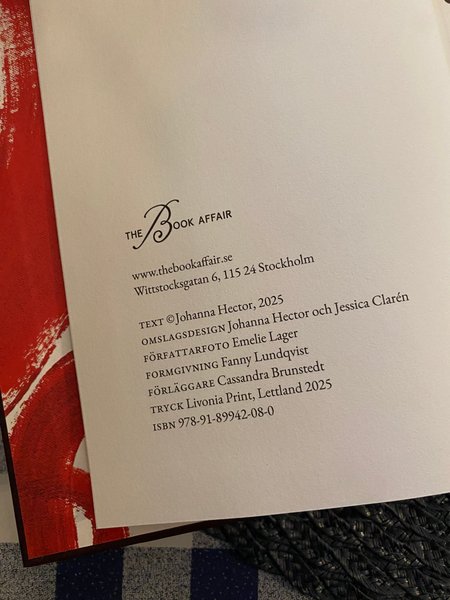 THE BOOK AFFAIR
www.thebookaffair.se
Wittstocksgatan 6, 115 24 Stockholm
TEXT ©Johanna Hector, 2025
OMSLAGSDESIGN Johanna Hector och Jessica Clarén
FÖRFATTARFOTO Emelie Lager
FORMGIVNING Fanny Lundqvist
FÖRLÄGGARE Cassandra Brunstedt
TRYCK Livonia Print, Lettland 2025
ISBN 978-91-89942-08-0